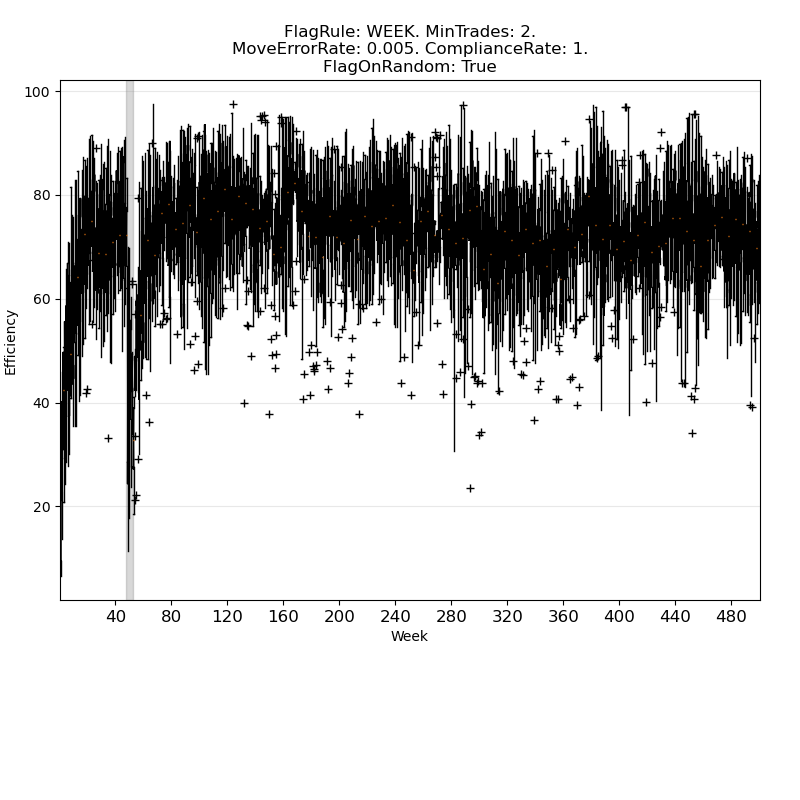 FlagRule: WEEK. MinTrades: 2.
MoveErrorRate: 0.005. ComplianceRate: 1.
FlagOnRandom: True
100
80
60
40
20
Efficiency
40 80 120 160 200 240 280 320 360 400 440 480
Week